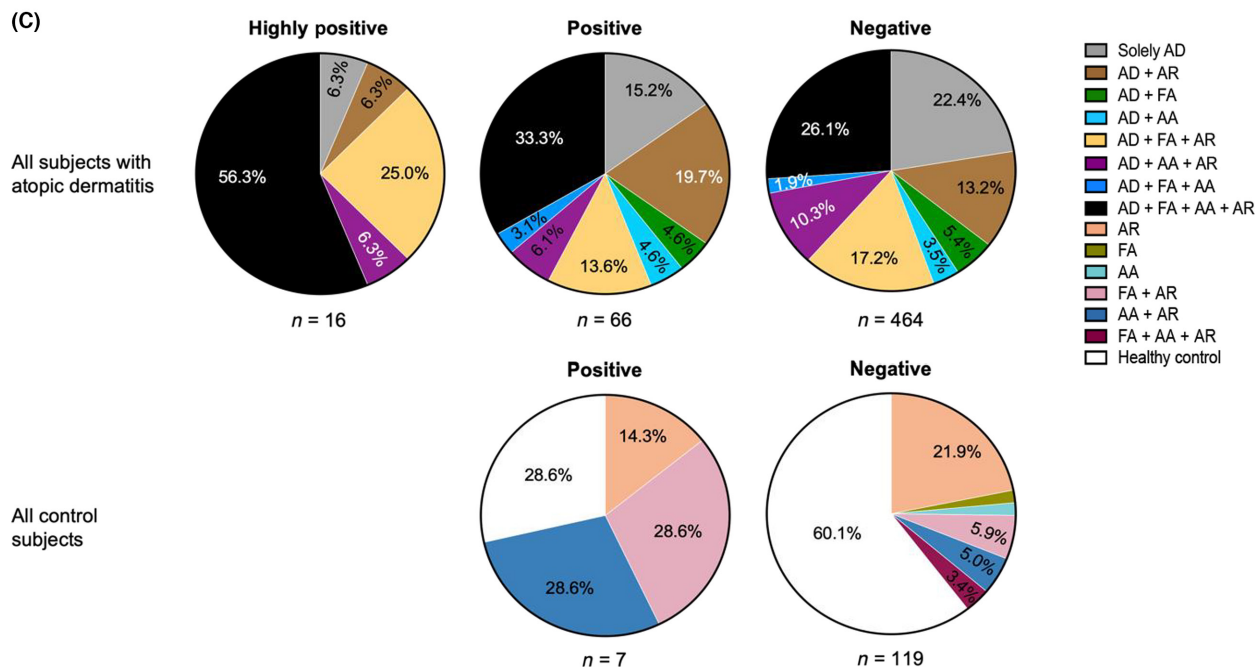 (C)
Highly positive
Positive
Negative
All subjects with
atopic dermatitis
6.3%
6.3%
25.0%
6.3%
56.3%
n = 16
15.2%
19.7%
4.6%
4.6%
13.6%
6.1%
3.1%
33.3%
n = 66
22.4%
13.2%
5.4%
3.5%
17.2%
10.3%
1.9%
26.1%
n = 464
Solely AD
AD + AR
AD + FA
AD + AA
AD + FA + AR
AD + AA + AR
AD + FA + AA
AD + FA + AA + AR
AR
FA
AA
FA + AR
AA + AR
FA + AA + AR
Healthy control
All control
subjects
Positive
14.3%
28.6%
28.6%
28.6%
n = 7
Negative
21.9%
5.9%
5.0%
3.4%
60.1%
n = 119